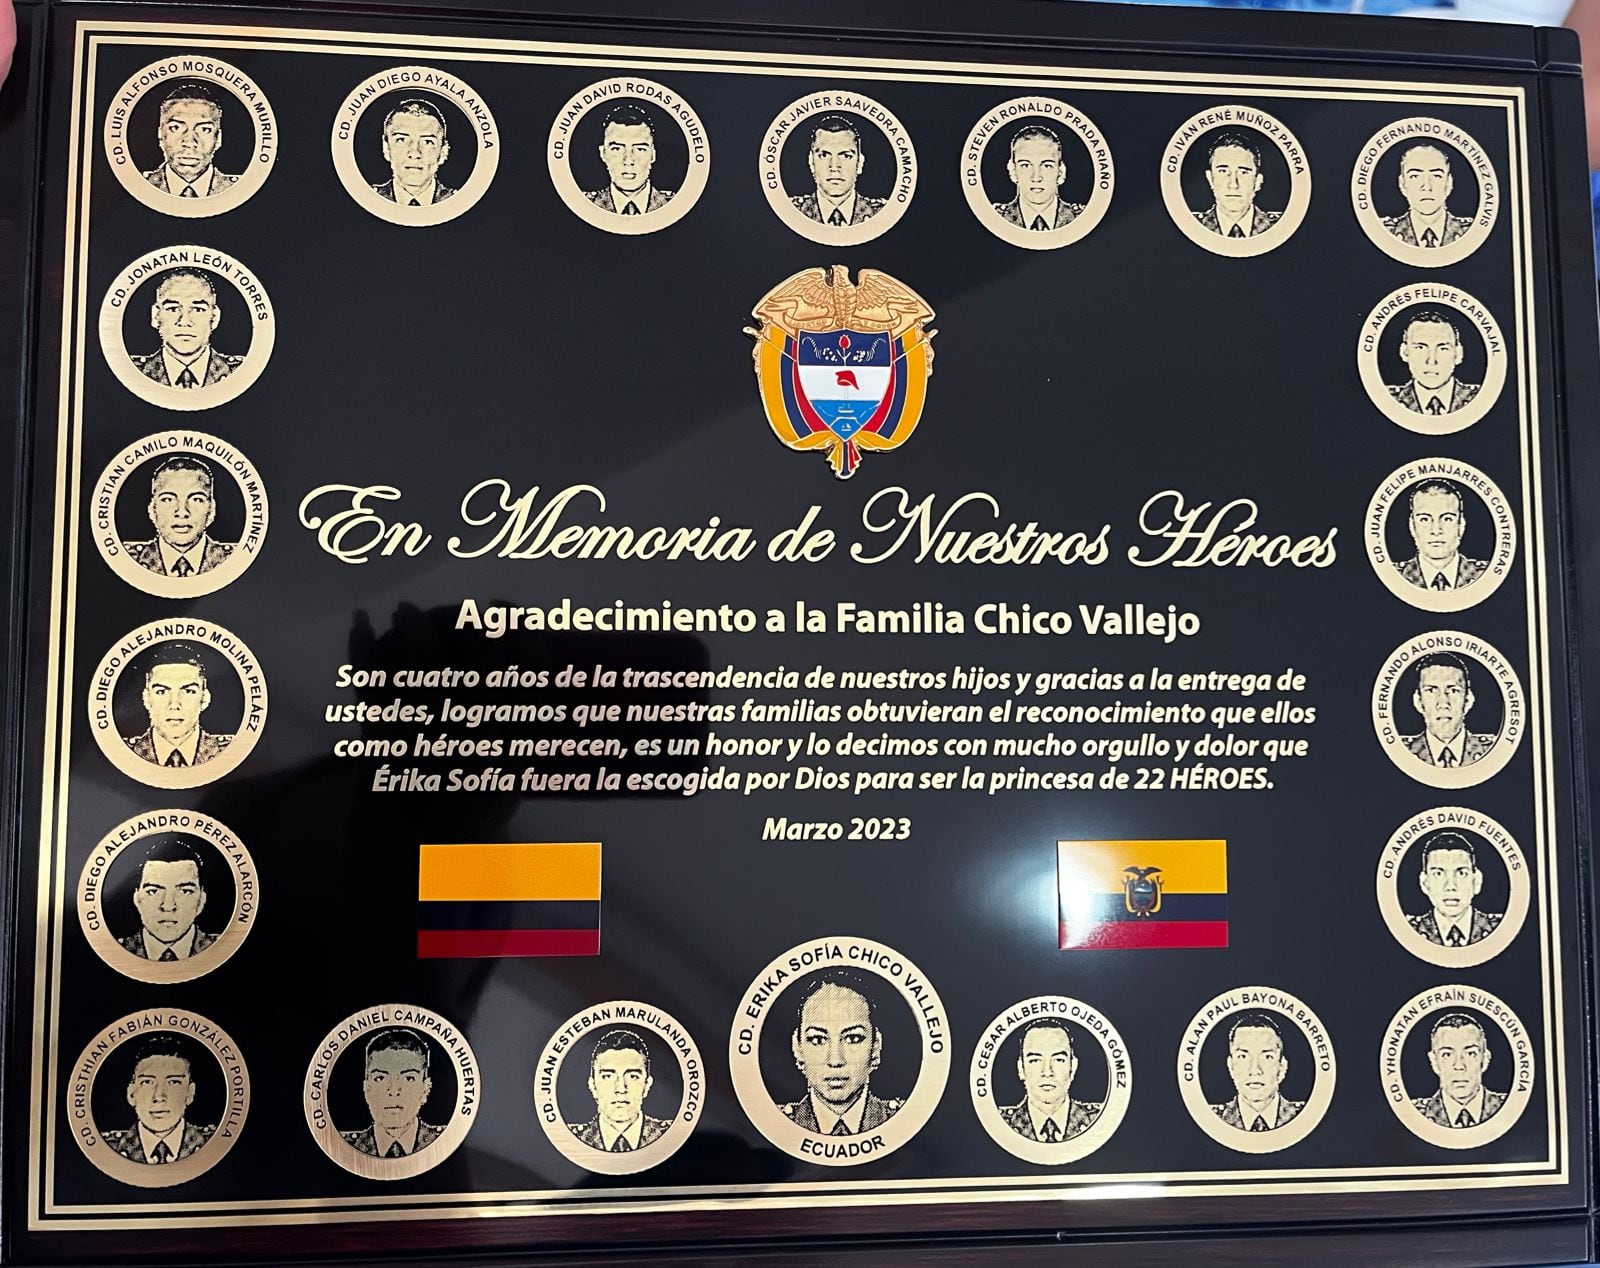 CD. LUIS ALFONSO MOSQUERA MURILLO
CD. JUAN DIEGO AYALA ANZOLA
CD. JUAN DAVID RODAS AGUDELO
CD. ÓSCAR JAVIER SAAVEDRA CAMACHO
CD. STEVEN RONALDO PRADA RIAÑO
CD. IVÁN RENÉ MUÑOZ PARRA
CD. DIEGO FERNANDO MARTÍNEZ GALVIS
CD. JONATAN LEÓN TORRES
CD. ANDRÉS FELIPE CARVAJAL
CD. CRISTIAN CAMILO MAQUILÓN MARTÍNEZ
CD. JUAN FELIPE MANJARRES CONTRERAS
En Memoria de Nuestros Héroes
Agradecimiento a la Familia Chico Vallejo
Son cuatro años de la trascendencia de nuestros hijos y gracias a la entrega de
ustedes, logramos que nuestras familias obtuvieran el reconocimiento que ellos
como héroes merecen, es un honor y lo decimos con mucho orgullo y dolor que
Érika Sofía fuera la escogida por Dios para ser la princesa de 22 HÉROES.
Marzo 2023
CD. DIEGO ALEJANDRO MOLINA PELÁEZ
CD. FERNANDO ALONSO IRIARTE AGRESOT
CD. DIEGO ALEJANDRO PÉREZ ALARCÓN
CD. ANDRÉS DAVID FUENTES
CD. CRISTHIAN FABIÁN GONZÁLEZ PORTILLA
CD. CARLOS DANIEL CAMPAÑA HUERTAS
CD. JUAN ESTEBAN MARULANDA OROZCO
CD. ERIKA SOFÍA CHICO VALLEJO
ECUADOR
CD. CESAR ALBERTO OJEDA GÓMEZ
CD. ALAN PAUL BAYONA BARRETO
CD. YHONATAN EFRAÍN SUESCÚN GARCÍA